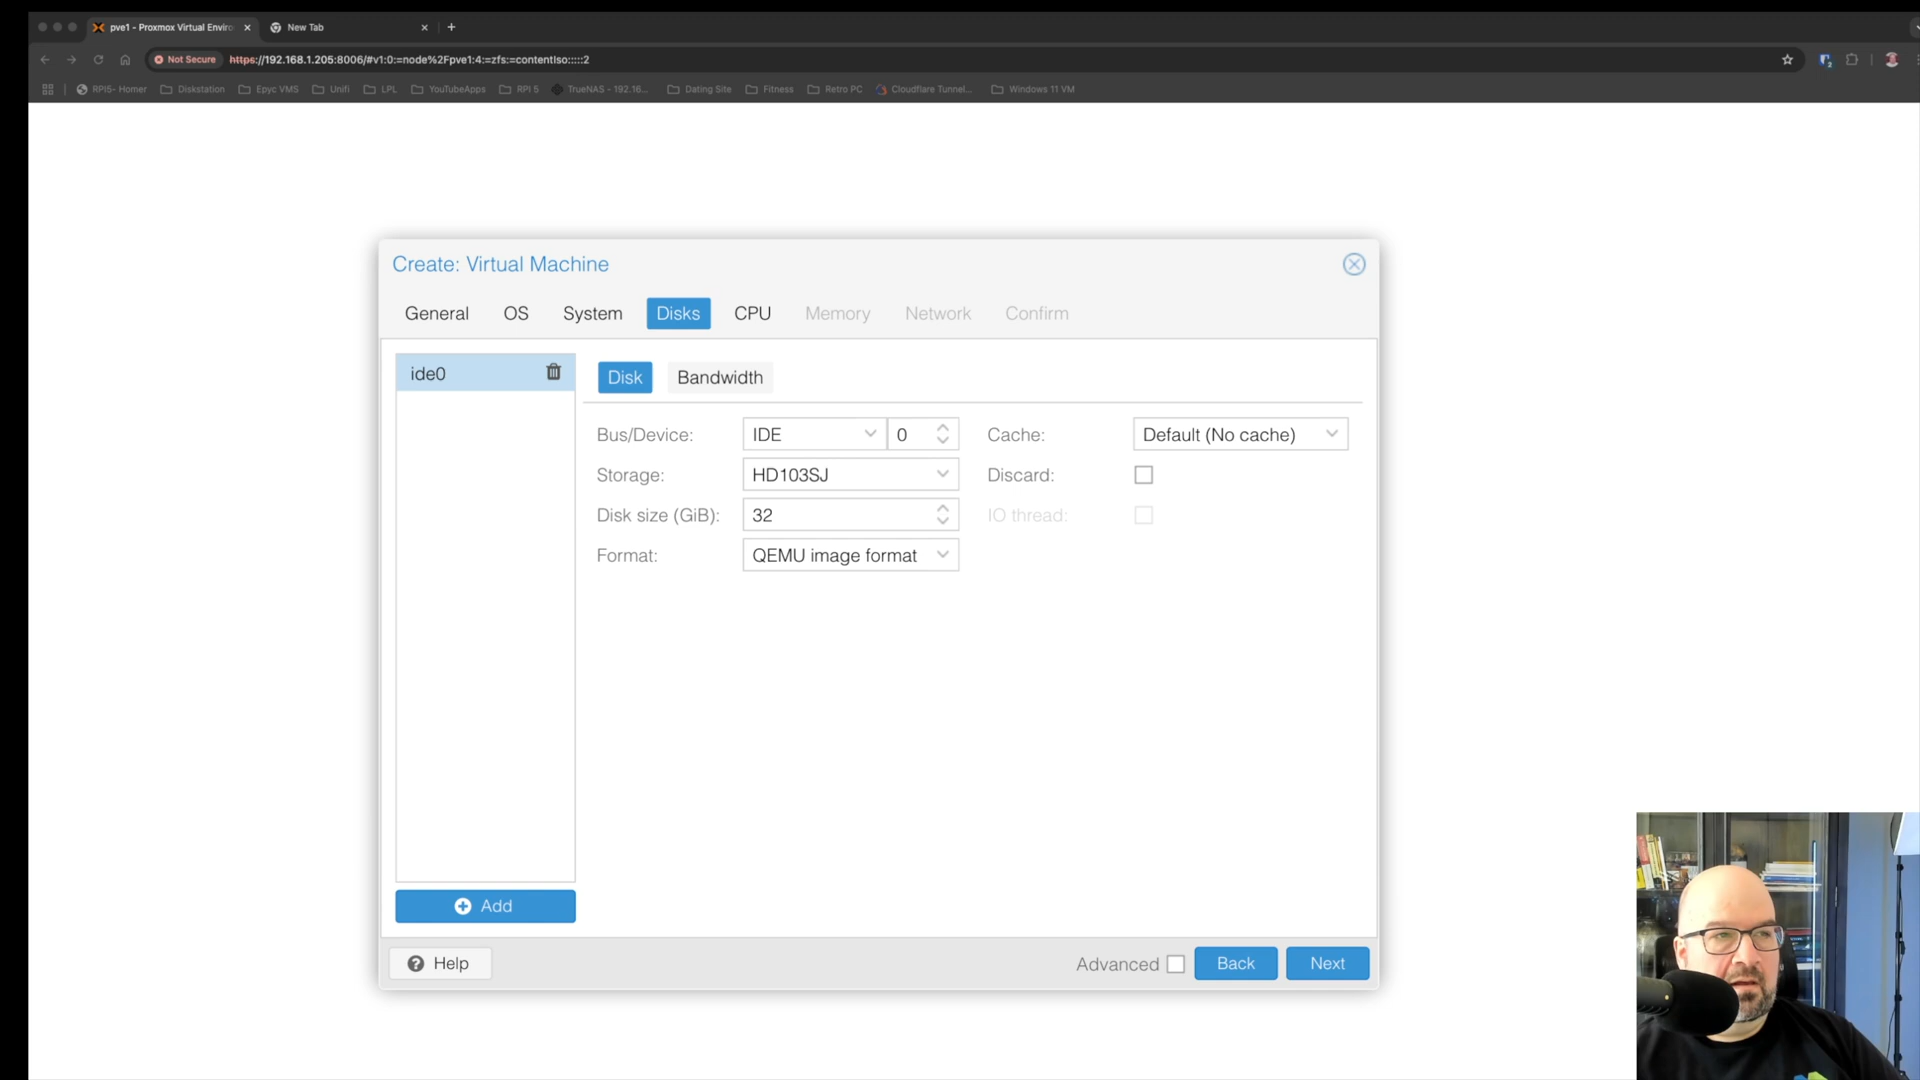 pve1 - Proxmox Virtual Enviro
New Tab
Not Secure https://192.168.1.205:8006/#v1:0:=node%2Fpve1:4:=zfs:=contentIso:::::2
RPI5- Homer Diskstation Epyc VMS Unifi LPL YouTubeApps RPI 5 TrueNAS - 192.16... Dating Site Fitness Retro PC Cloudflare Tunnel... Windows 11 VM
Create: Virtual Machine
General OS System Disks CPU Memory Network Confirm
ide0
Disk Bandwidth
Bus/Device: IDE 0 Cache: Default (No cache)
Storage: HD103SJ Discard:
Disk size (GiB): 32 IO thread:
Format: QEMU image format
Add
Help Advanced Back Next